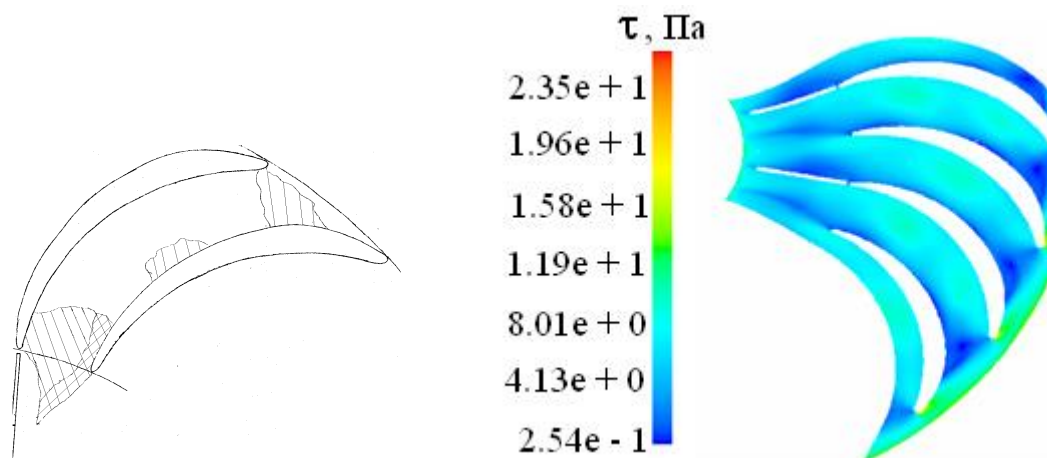 τ, Па
2.35e + 1
1.96e + 1
1.58e + 1
1.19e + 1
8.01e + 0
4.13e + 0
2.54e - 1